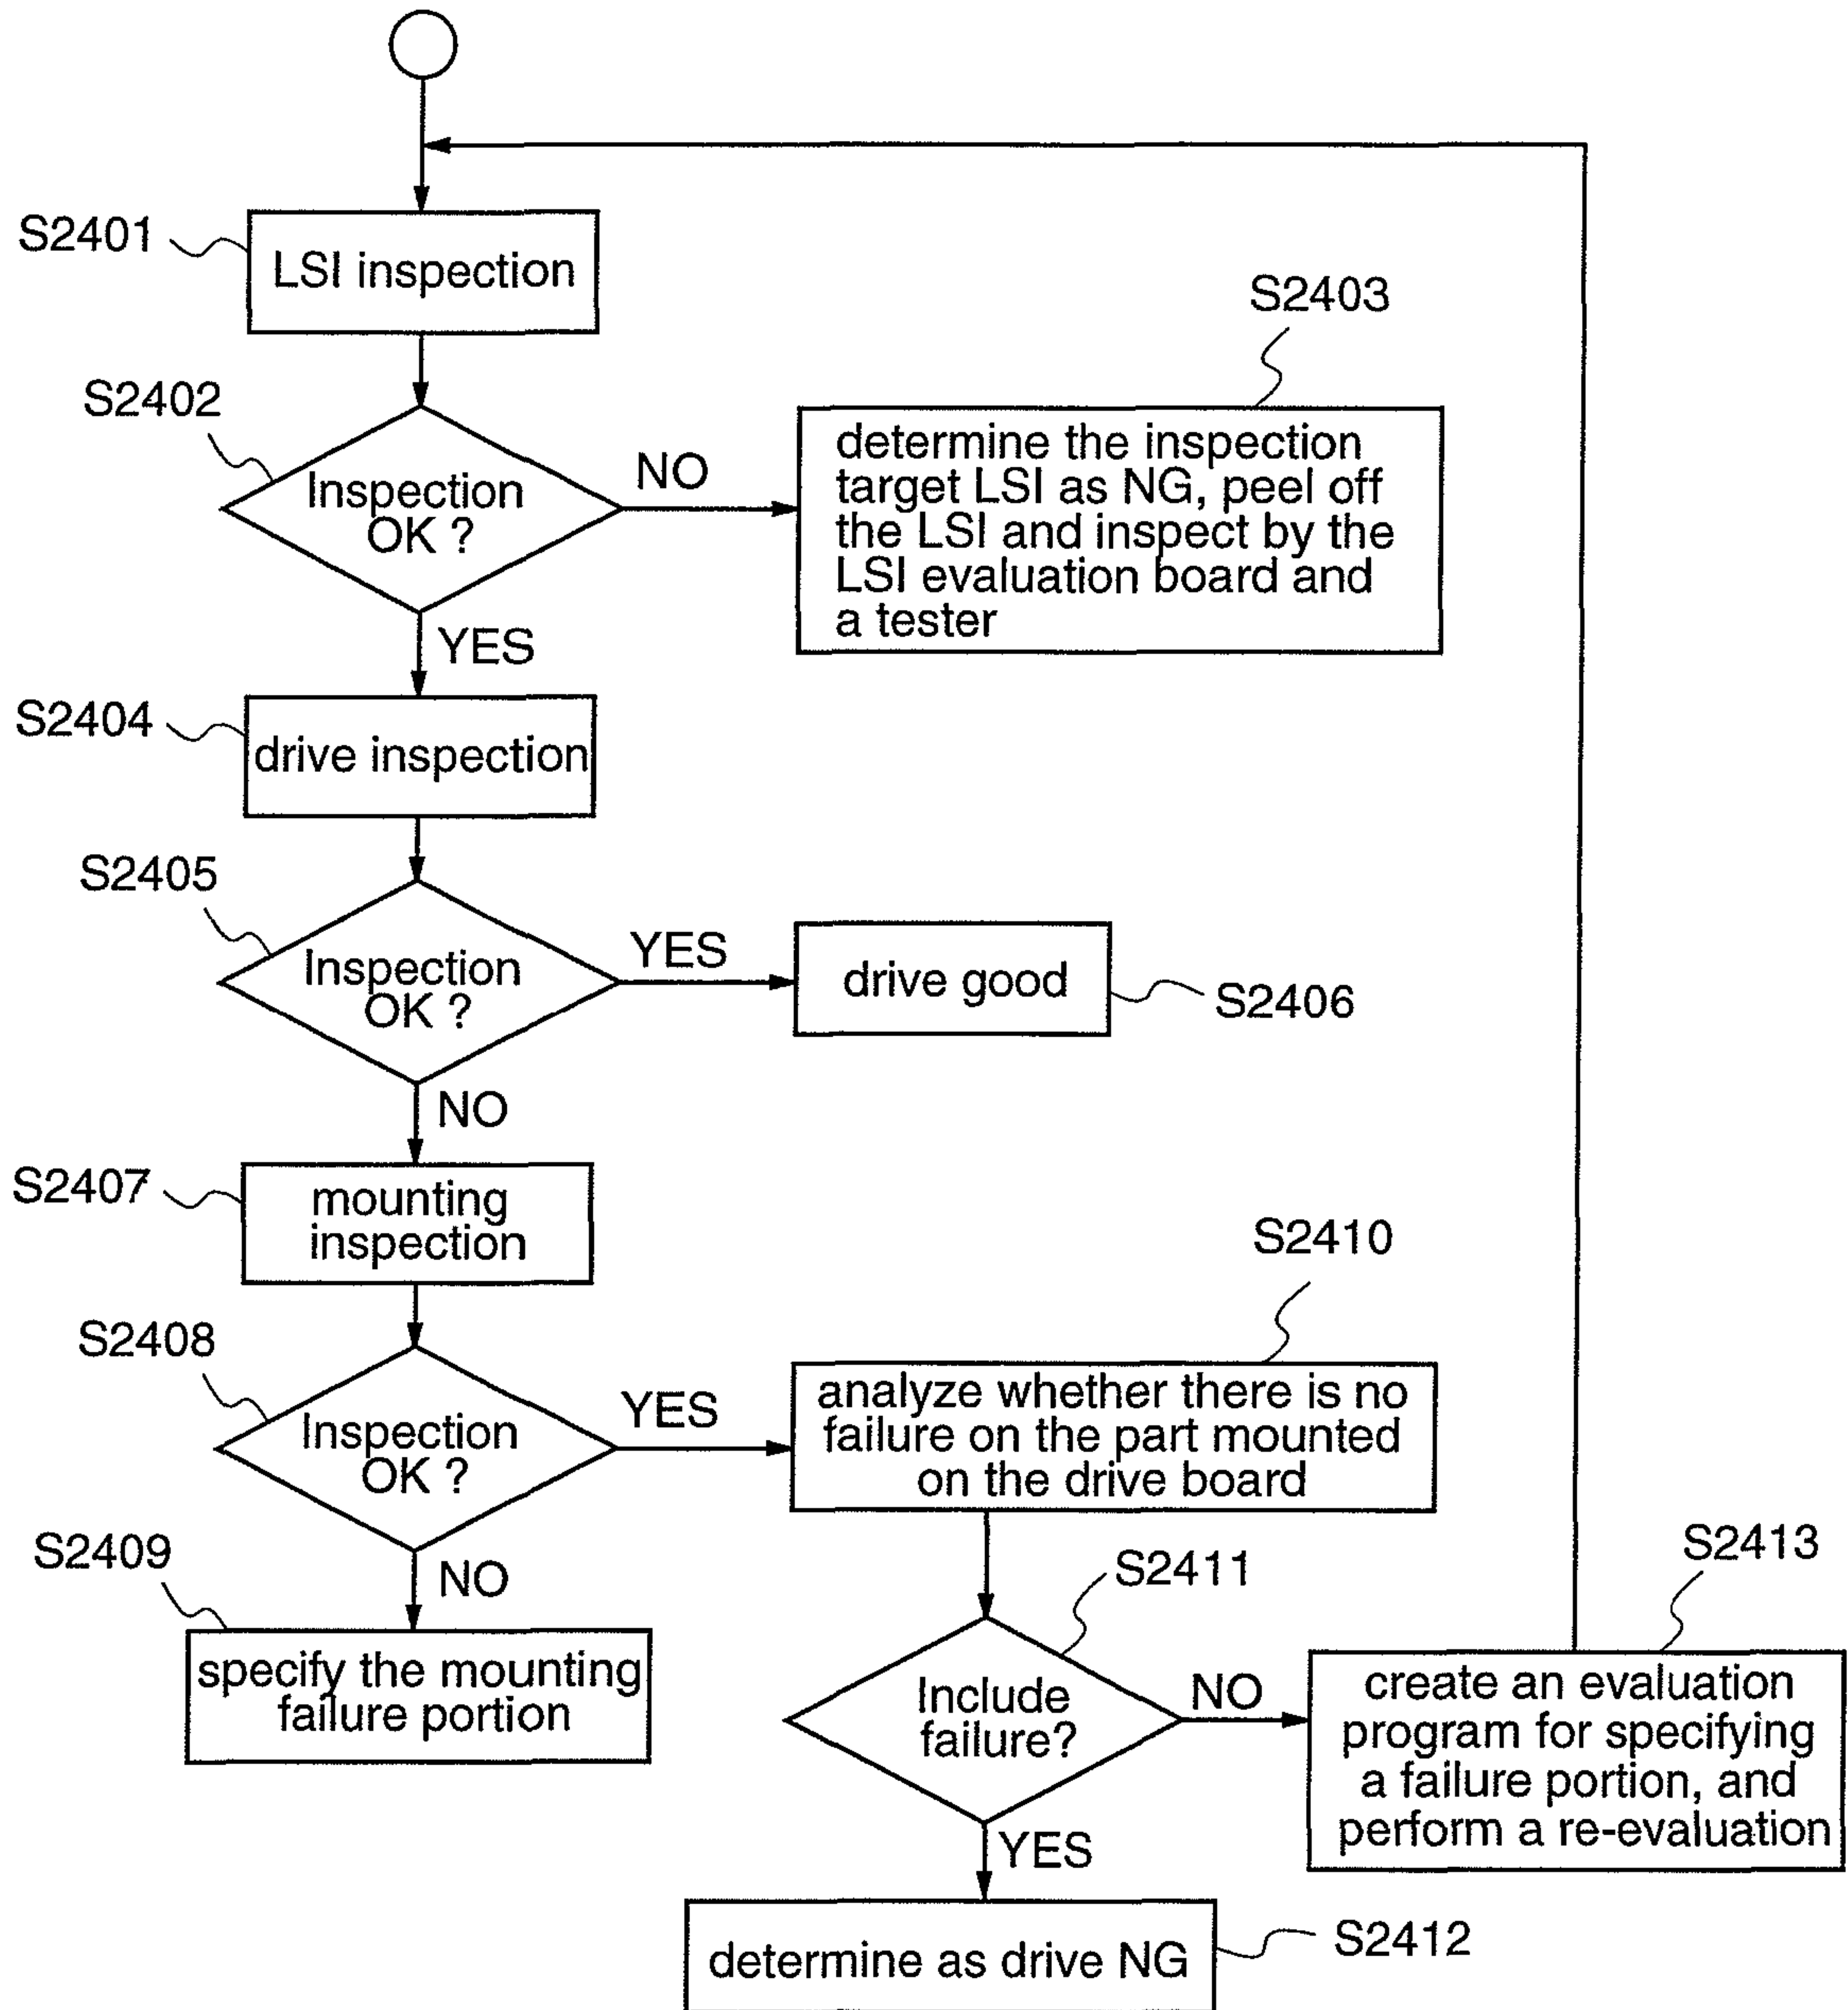 S2401
LSI inspection
S2403
S2402
Inspection
OK ?
NO
determine the inspection
target LSI as NG, peel off
the LSI and inspect by the
LSI evaluation board and
a tester
YES
S2404
drive inspection
S2405
Inspection
OK ?
YES
drive good
S2406
NO
S2407
mounting
inspection
S2410
S2408
Inspection
OK ?
YES
analyze whether there is no
failure on the part mounted
on the drive board
S2409
NO
specify the mounting
failure portion
S2411
S2413
Include
failure?
NO
create an evaluation
program for specifying
a failure portion, and
perform a re-evaluation
YES
determine as drive NG
S2412